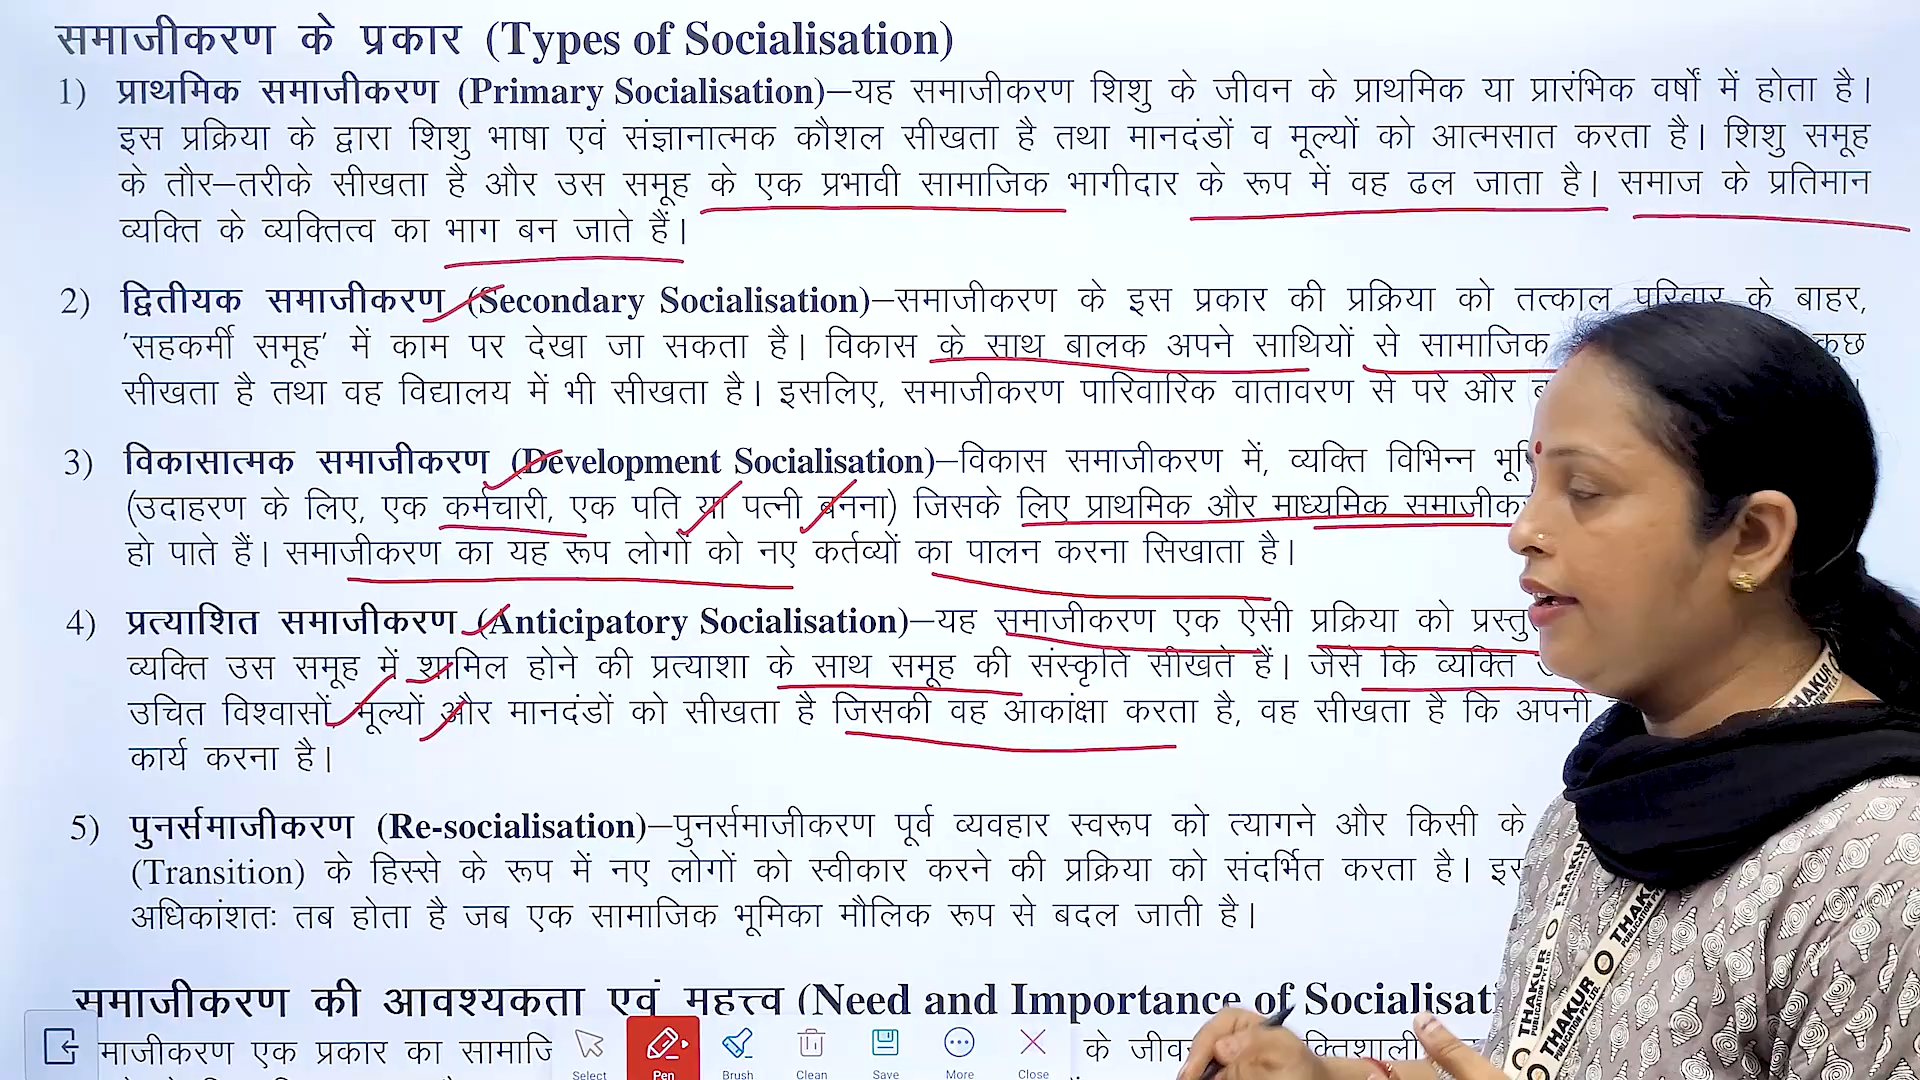 समाजीकरण के प्रकार (Types of Socialisation)
1) प्राथमिक समाजीकरण (Primary Socialisation)–यह समाजीकरण शिशु के जीवन के प्राथमिक या प्रारंभिक वर्षों में होता है।
इस प्रक्रिया के द्वारा शिशु भाषा एवं संज्ञानात्मक कौशल सीखता है तथा मानदंडों व मूल्यों को आत्मसात करता है। शिशु समूह
के तौर–तरीके सीखता है और उस समूह के एक प्रभावी सामाजिक भागीदार के रूप में वह ढल जाता है। समाज के प्रतिमान
व्यक्ति के व्यक्तित्व का भाग बन जाते हैं।
2) द्वितीयक समाजीकरण (Secondary Socialisation)–समाजीकरण के इस प्रकार की प्रक्रिया को तत्काल परिवार के बाहर,
'सहकर्मी समूह' में काम पर देखा जा सकता है। विकास के साथ बालक अपने साथियों से सामाजिक कुछ
सीखता है तथा वह विद्यालय में भी सीखता है। इसलिए, समाजीकरण पारिवारिक वातावरण से परे और
3) विकासात्मक समाजीकरण (Development Socialisation)–विकास समाजीकरण में, व्यक्ति विभिन्न
(उदाहरण के लिए, एक कर्मचारी, एक पति या पत्नी बनना) जिसके लिए प्राथमिक और माध्यमिक
हो पाते हैं। समाजीकरण का यह रूप लोगों को नए कर्तव्यों का पालन करना सिखाता है।
4) प्रत्याशित समाजीकरण (Anticipatory Socialisation)–यह समाजीकरण एक ऐसी प्रक्रिया को
व्यक्ति उस समूह में शामिल होने की प्रत्याशा के साथ समूह की संस्कृति सीखते हैं। जैसे कि व्यक्ति
उचित विश्वासों, मूल्यों और मानदंडों को सीखता है जिसकी वह आकांक्षा करता है, वह सीखता है कि अपनी
कार्य करना है।
5) पुनर्समाजीकरण (Re-socialisation)–पुनर्समाजीकरण पूर्व व्यवहार स्वरूप को त्यागने और किसी के
(Transition) के हिस्से के रूप में नए लोगों को स्वीकार करने की प्रक्रिया को संदर्भित करता है।
अधिकांशतः तब होता है जब एक सामाजिक भूमिका मौलिक रूप से बदल जाती है।
समाजीकरण की आवश्यकता एवं महत्त्व (Need and Importance of
एक प्रकार का के
Select Pen Brush Clean Save More Close
THAKUR PUBLICATION PVT. LTD.
THAKUR PUBLICATION PVT. LTD.